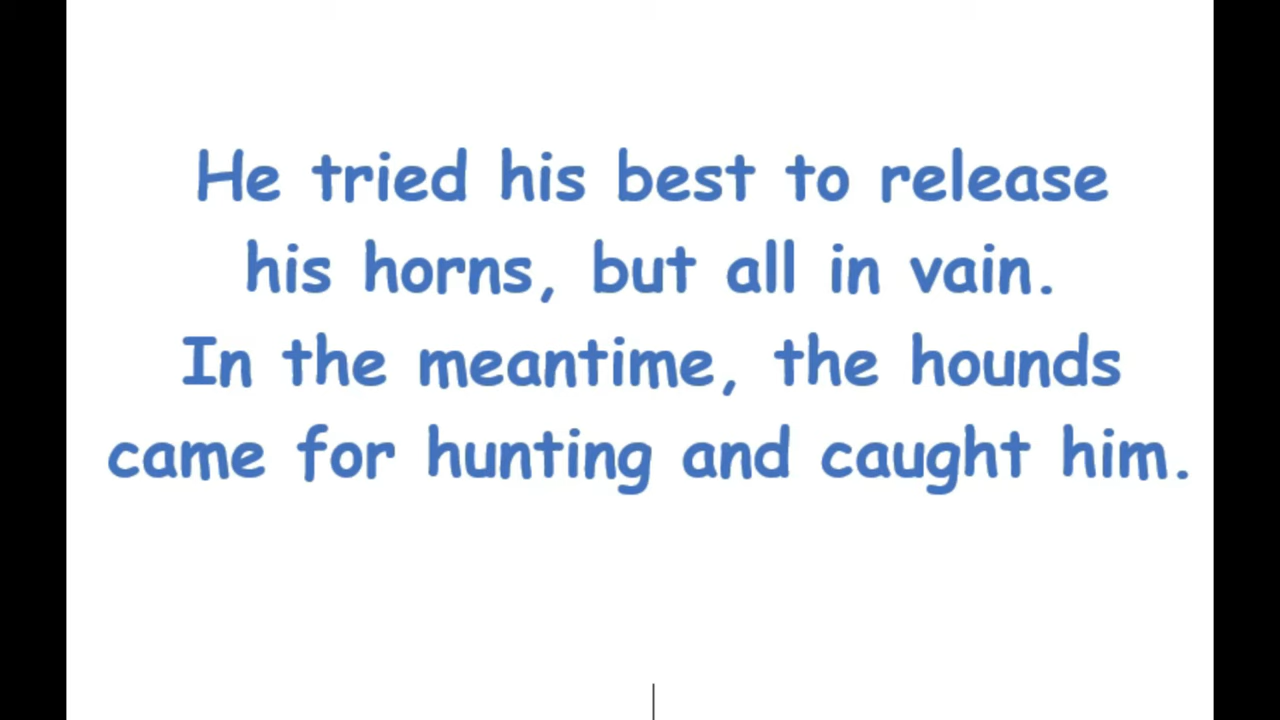 He tried his best to release
his horns, but all in vain.
In the meantime, the hounds
came for hunting and caught him.